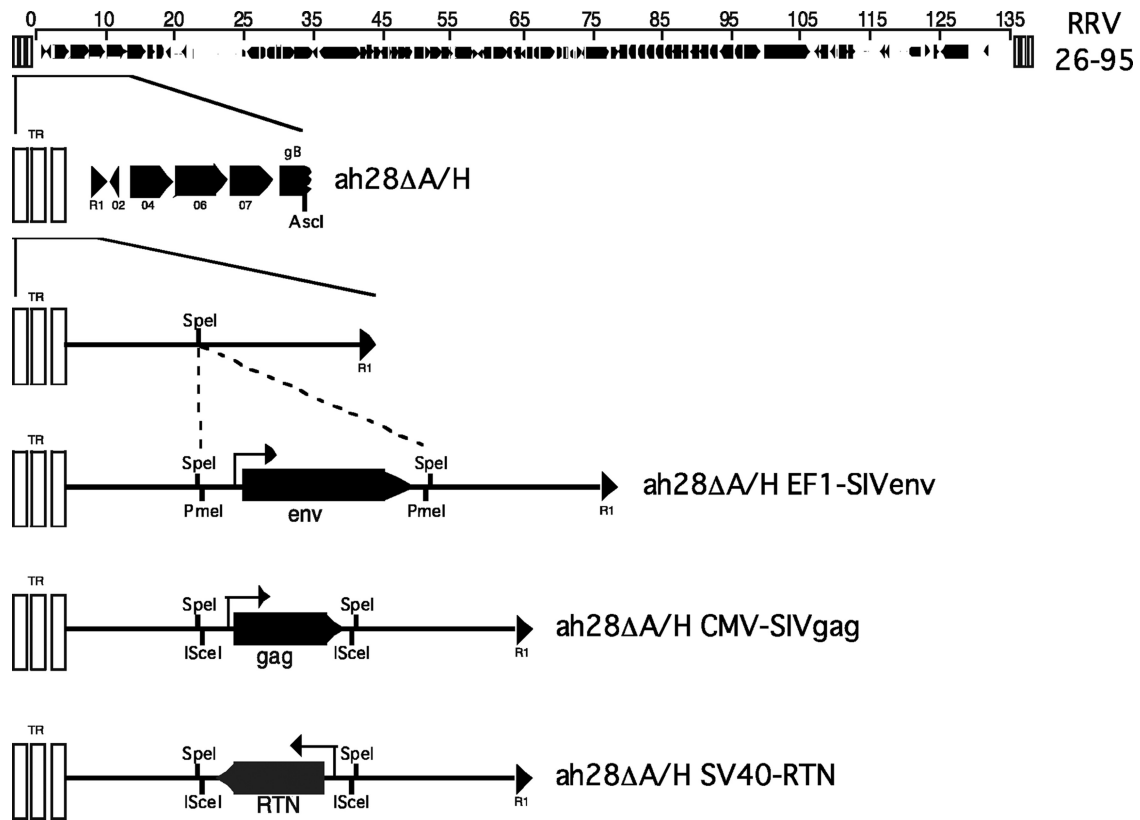 0 10 20 25 35 45 55 65 75 85 95 105 115 125 135 RRV
26-95
TR
gB
ah28ΔA/H
R1 02 04 06 07
AscI
TR
SpeI
R1
TR
SpeI SpeI
ah28ΔA/H EF1-SIVenv
PmeI env PmeI R1
TR
SpeI SpeI
ah28ΔA/H CMV-SIVgag
ISceI gag ISceI R1
TR
SpeI SpeI
ah28ΔA/H SV40-RTN
ISceI RTN ISceI R1